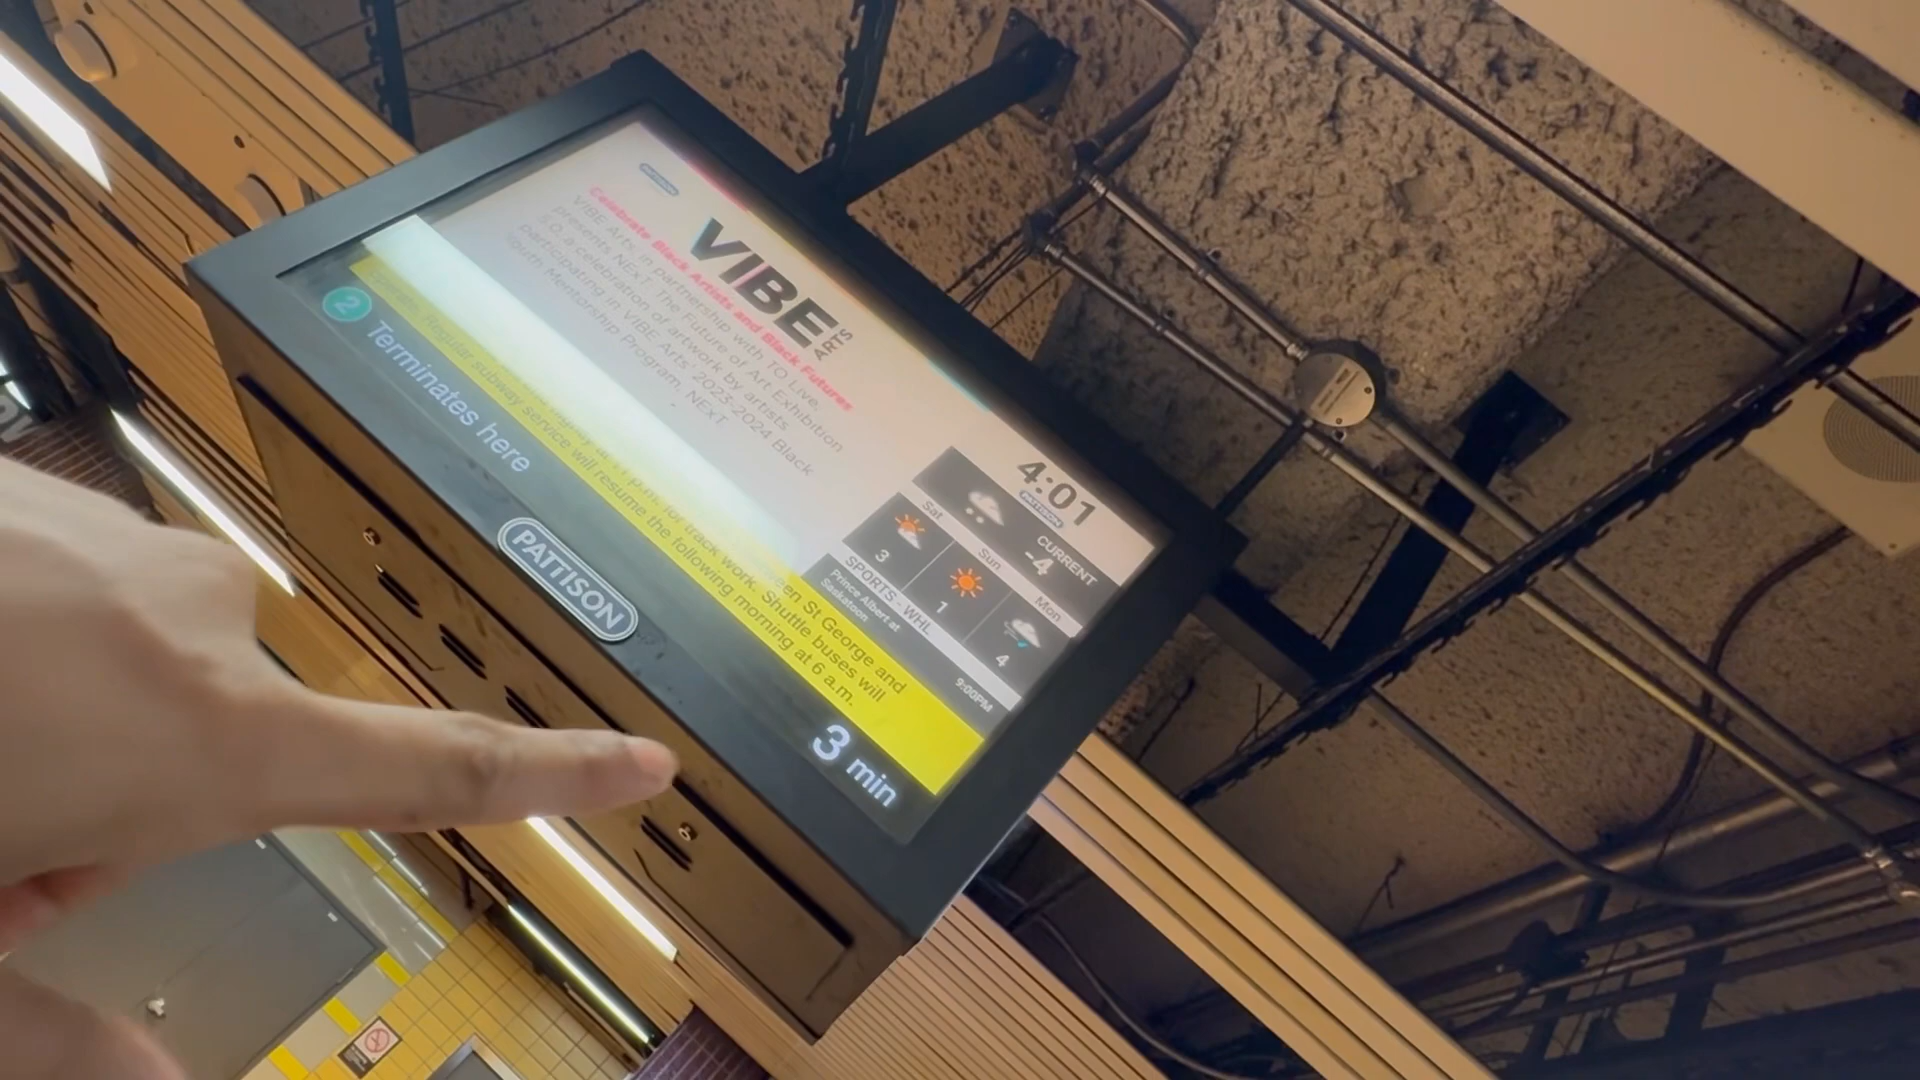 PATTISON
VIBE
ARTS
Celebrate Black Artists and Black Futures
VIBE Arts, in partnership with TO Live,
presents NExT: The Future of Art Exhibition
5.0, a celebration of artwork by artists
participating in VIBE Arts' 2023-2024 Black
Youth Mentorship Program, NEXT
4:01
PATTISON
CURRENT
-4
Sat
3
Sun
1
Mon
4
SPORTS - WHL
Prince Albert at
Saskatoon
9:00PM
p.m. for track work. Shuttle buses will
St George and
Regular subway service will resume the following morning at 6 a.m.
2 Terminates here
3 min
PATTISON